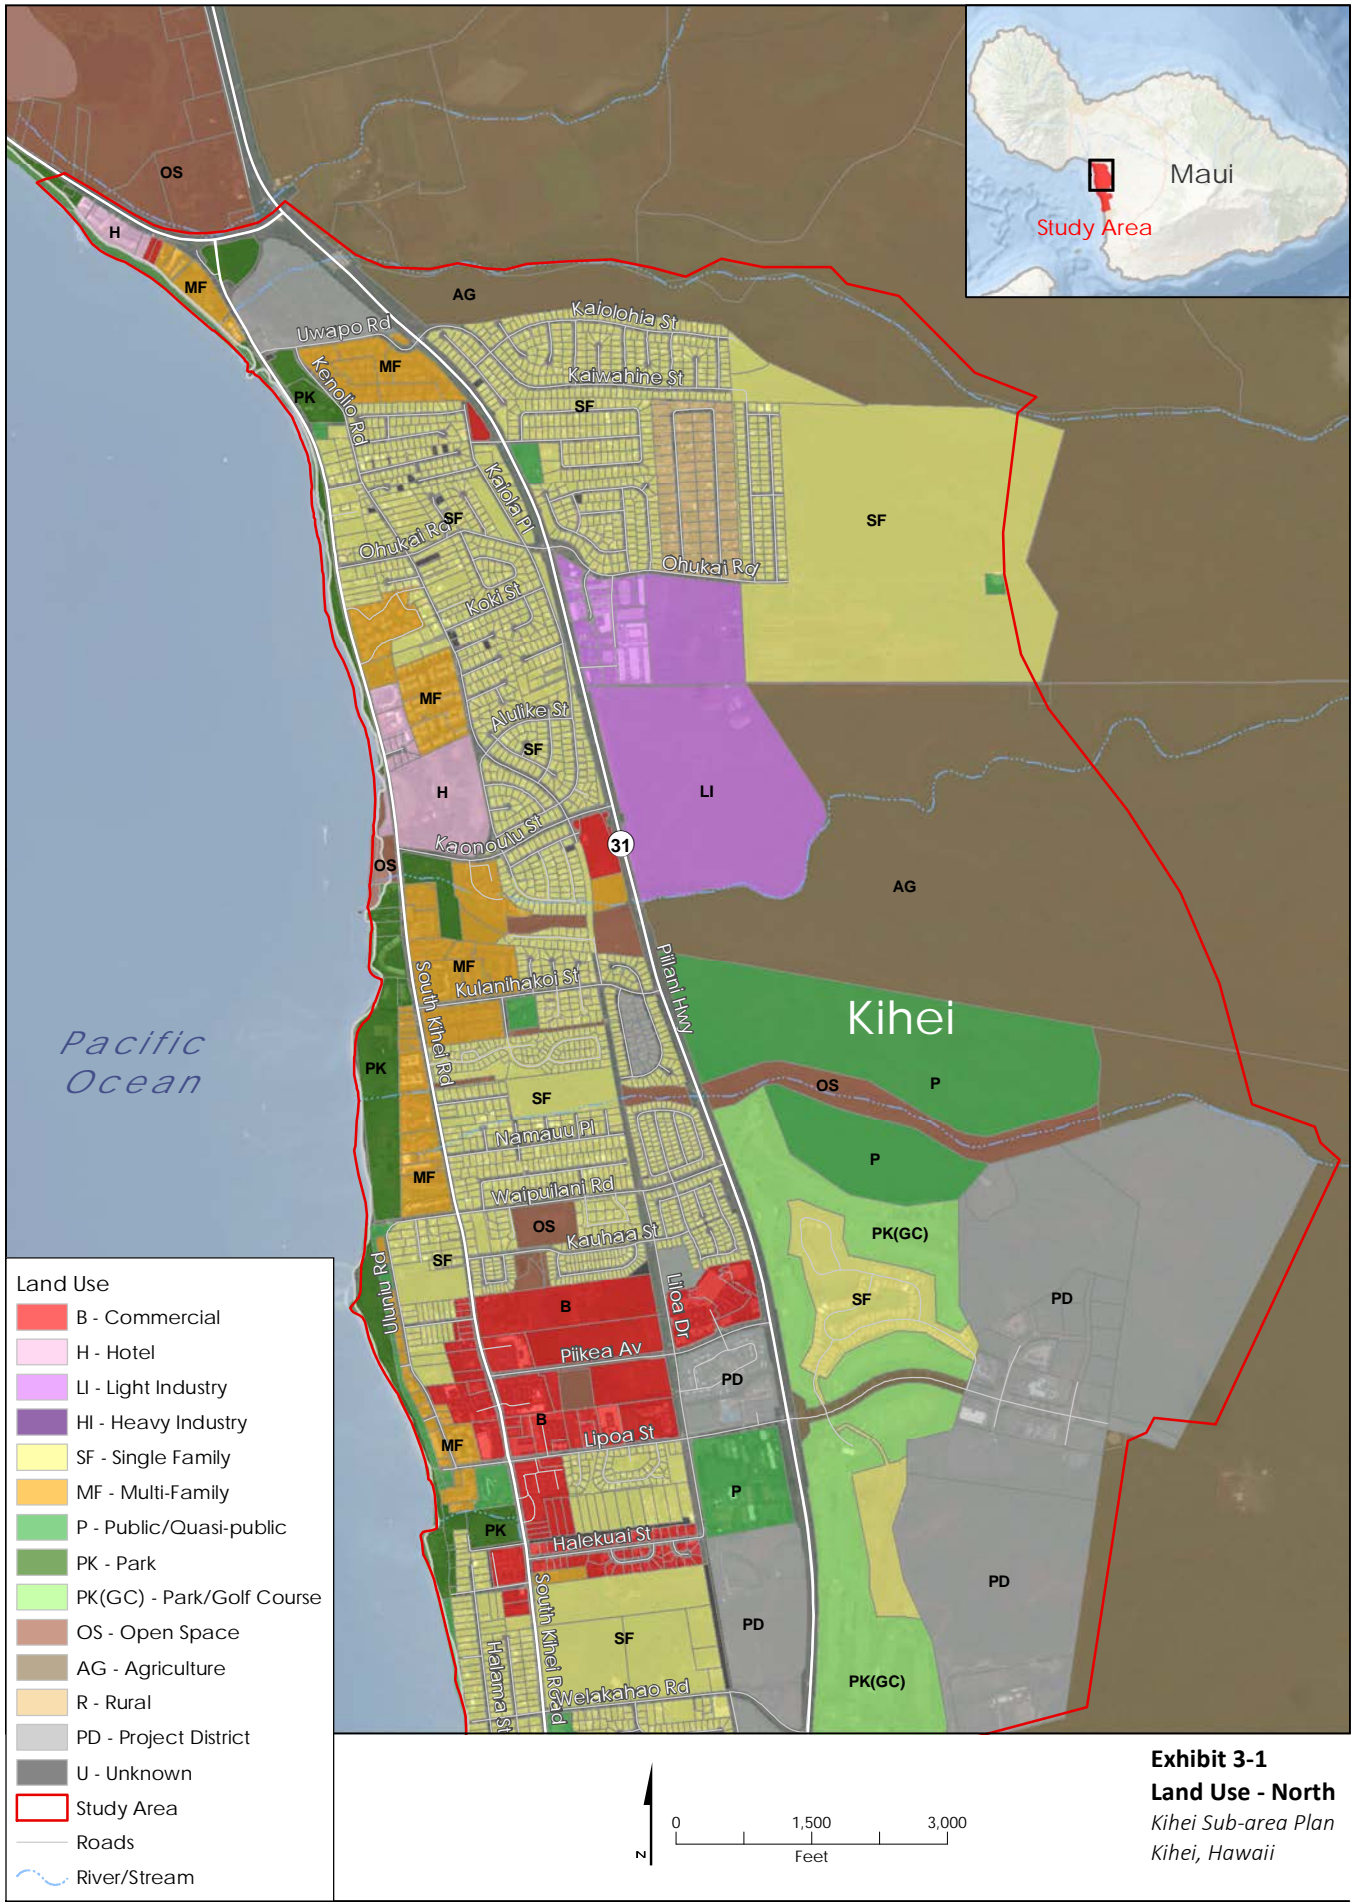 OS
Maui
Study Area
H
MF
AG
Kaiolohia St
Uwapo Rd
MF
Kaiwahine St
Kenolio Rd
PK
SF
Kaiola Pl
SF
SF
Ohukai Rd
Ohukai Rd
Koki St
MF
Alulike St
SF
H
LI
Kaonoulu St
31
OS
AG
MF
Piilani Hwy
South Kihei Rd
Kulanihakoi St
Kihei
Pacific
Ocean
PK
OS
P
SF
Namauu Pl
P
MF
Waipuilani Rd
OS
Kauhaa St
PK(GC)
SF
Uluniu Rd
Liloa Dr
B
SF
PD
Piikea Av
PD
B
Lipoa St
MF
P
PK
Halekuai St
PD
South Kihei Road
PD
SF
Halama St
PK(GC)
Welakahao Rd
Land Use
B - Commercial
H - Hotel
LI - Light Industry
HI - Heavy Industry
SF - Single Family
MF - Multi-Family
P - Public/Quasi-public
PK - Park
PK(GC) - Park/Golf Course
OS - Open Space
AG - Agriculture
R - Rural
PD - Project District
U - Unknown
Study Area
Roads
River/Stream
N
0 1,500 3,000
Feet
Exhibit 3-1
Land Use - North
Kihei Sub-area Plan
Kihei, Hawaii